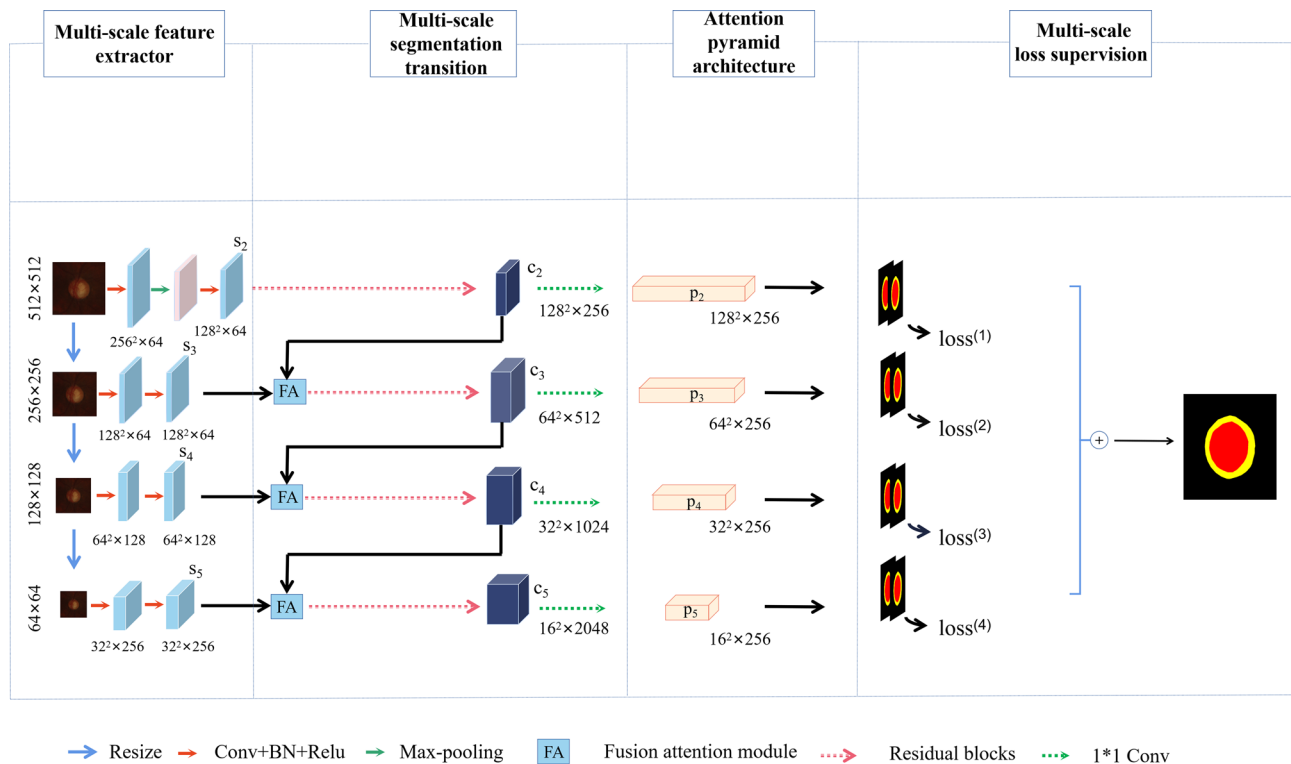 Multi-scale feature
extractor
Multi-scale
segmentation
transition
Attention
pyramid
architecture
Multi-scale
loss supervision
512×512
s₂
256²×64
128²×64
c₂
128²×256
p₂
128²×256
loss⁽¹⁾
256×256
s₃
128²×64
128²×64
FA
c₃
64²×512
p₃
64²×256
loss⁽²⁾
+
128×128
s₄
64²×128
64²×128
FA
c₄
32²×1024
p₄
32²×256
loss⁽³⁾
64×64
s₅
32²×256
32²×256
FA
c₅
16²×2048
p₅
16²×256
loss⁽⁴⁾
Resize Conv+BN+Relu Max-pooling FA Fusion attention module Residual blocks 1*1 Conv